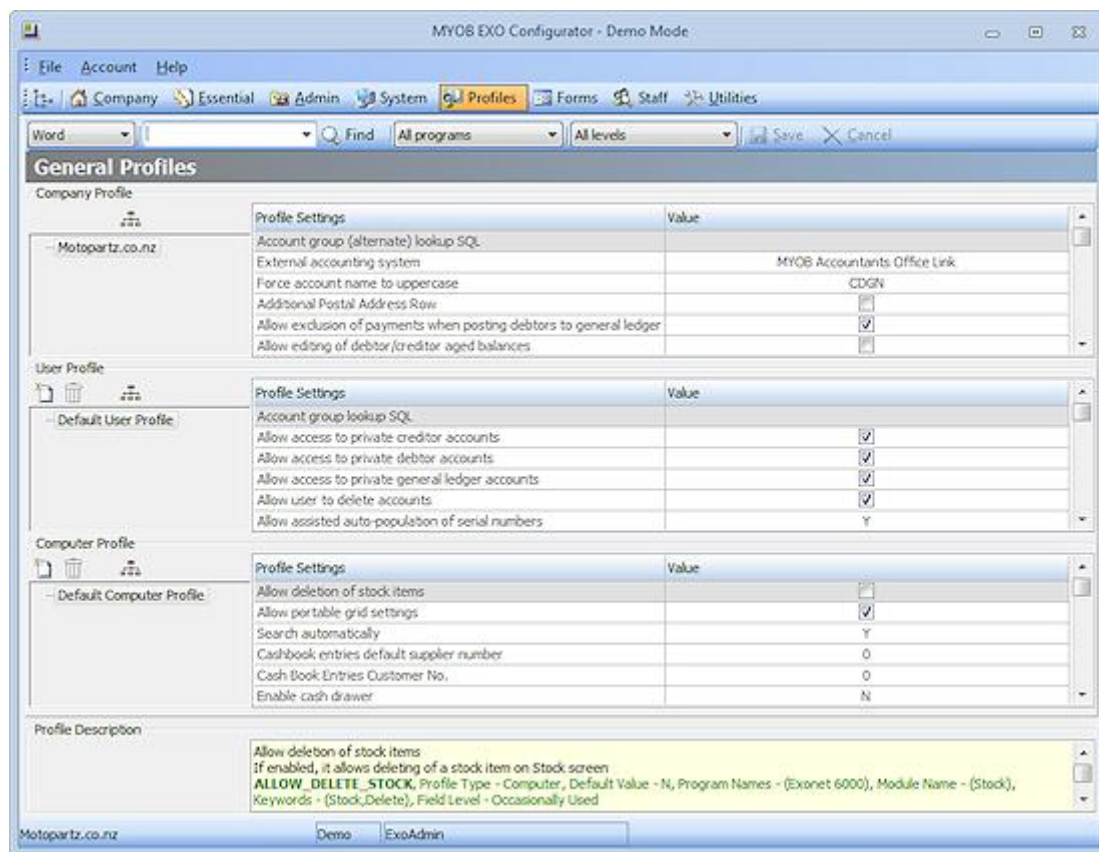 MYOB EXO Configurator - Demo Mode
File Account Help
Company Essential Admin System Profiles Forms Staff Utilities
Word Find All programs All levels Save Cancel
General Profiles
Company Profile
Profile Settings Value
Motopartz.co.nz
Account group (alternate) lookup SQL
External accounting system MYOB Accountants Office Link
Force account name to uppercase CDGN
Additional Postal Address Row
Allow exclusion of payments when posting debtors to general ledger
Allow editing of debtor/creditor aged balances
User Profile
Profile Settings Value
Default User Profile
Account group lookup SQL
Allow access to private creditor accounts
Allow access to private debtor accounts
Allow access to private general ledger accounts
Allow user to delete accounts
Allow assisted auto-population of serial numbers Y
Computer Profile
Profile Settings Value
Default Computer Profile
Allow deletion of stock items
Allow portable grid settings
Search automatically Y
Cashbook entries default supplier number 0
Cash Book Entries Customer No. 0
Enable cash drawer N
Profile Description
Allow deletion of stock items
If enabled, it allows deleting of a stock item on Stock screen
ALLOW_DELETE_STOCK, Profile Type - Computer, Default Value - N, Program Names - (Exonet 6000), Module Name - (Stock),
Keywords - (Stock,Delete), Field Level - Occasionally Used
Motopartz.co.nz Demo ExoAdmin